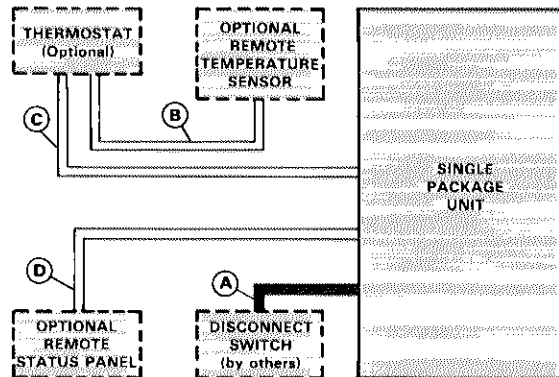 THERMOSTAT
(Optional)
OPTIONAL
REMOTE
TEMPERATURE
SENSOR
C
B
SINGLE
PACKAGE
UNIT
D
A
OPTIONAL
REMOTE
STATUS PANEL
DISCONNECT
SWITCH
(by others)